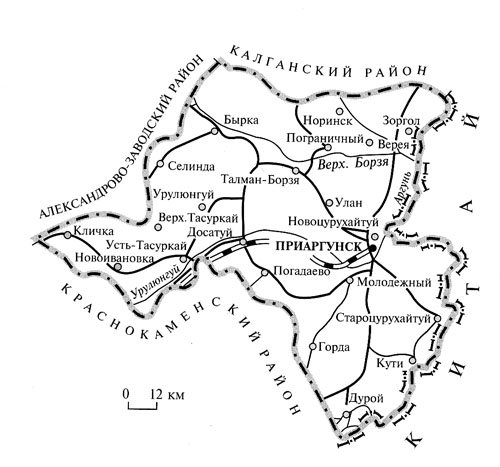 КАЛГАНСКИЙ РАЙОН
АЛЕКСАНДРОВО-ЗАВОДСКИЙ РАЙОН
КИТАЙ
КРАСНОКАМЕНСКИЙ РАЙОН
Бырка
Норинск
Зоргол
Пограничный
Верея
Верх. Борзя
Селинда
Талман-Борзя
Аргунь
Урулюнгуй
Улан
Верх.Тасуркай
Новоцурухайтуй
Кличка
Досатуй
Усть-Тасуркай
ПРИАРГУНСК
Новоивановка
Урулюнгуй
Погадаево
Молодежный
Староцурухайтуй
Горда
Кути
Дурой
0 12 км